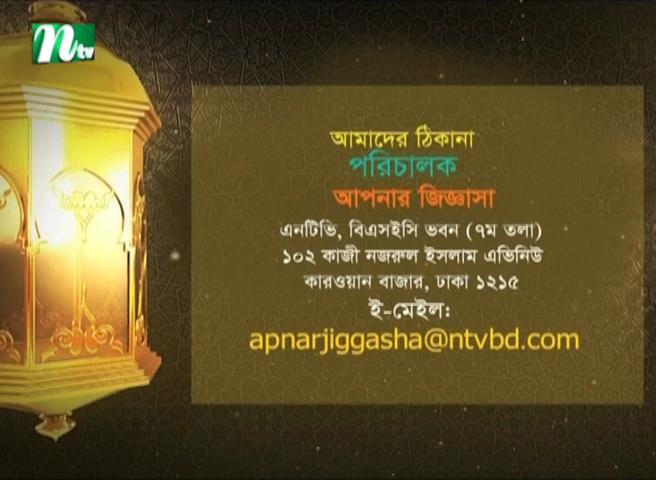 ntv
আমাদের ঠিকানা
পরিচালক
আপনার জিজ্ঞাসা
এনটিভি, বিএসইসি ভবন (৭ম তলা)
১০২ কাজী নজরুল ইসলাম এভিনিউ
কারওয়ান বাজার, ঢাকা ১২১৫
ই-মেইল:
apnarjiggasha@ntvbd.com